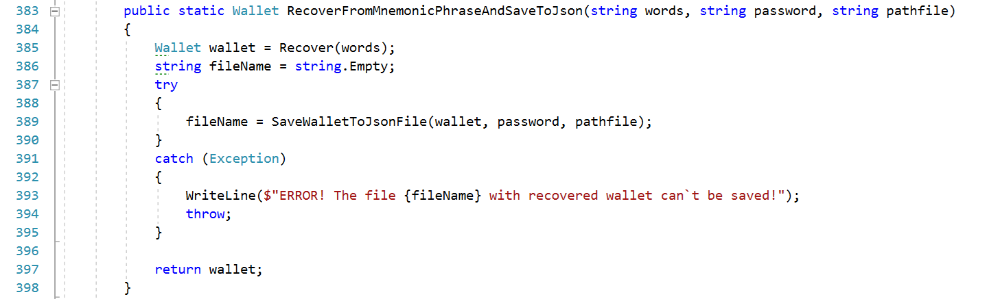 383 public static Wallet RecoverFromMnemonicPhraseAndSaveToJson(string words, string password, string pathfile)
384 {
385 Wallet wallet = Recover(words);
386 string fileName = string.Empty;
387 try
388 {
389 fileName = SaveWalletToJsonFile(wallet, password, pathfile);
390 }
391 catch (Exception)
392 {
393 WriteLine($"ERROR! The file {fileName} with recovered wallet can`t be saved!");
394 throw;
395 }
396
397 return wallet;
398 }